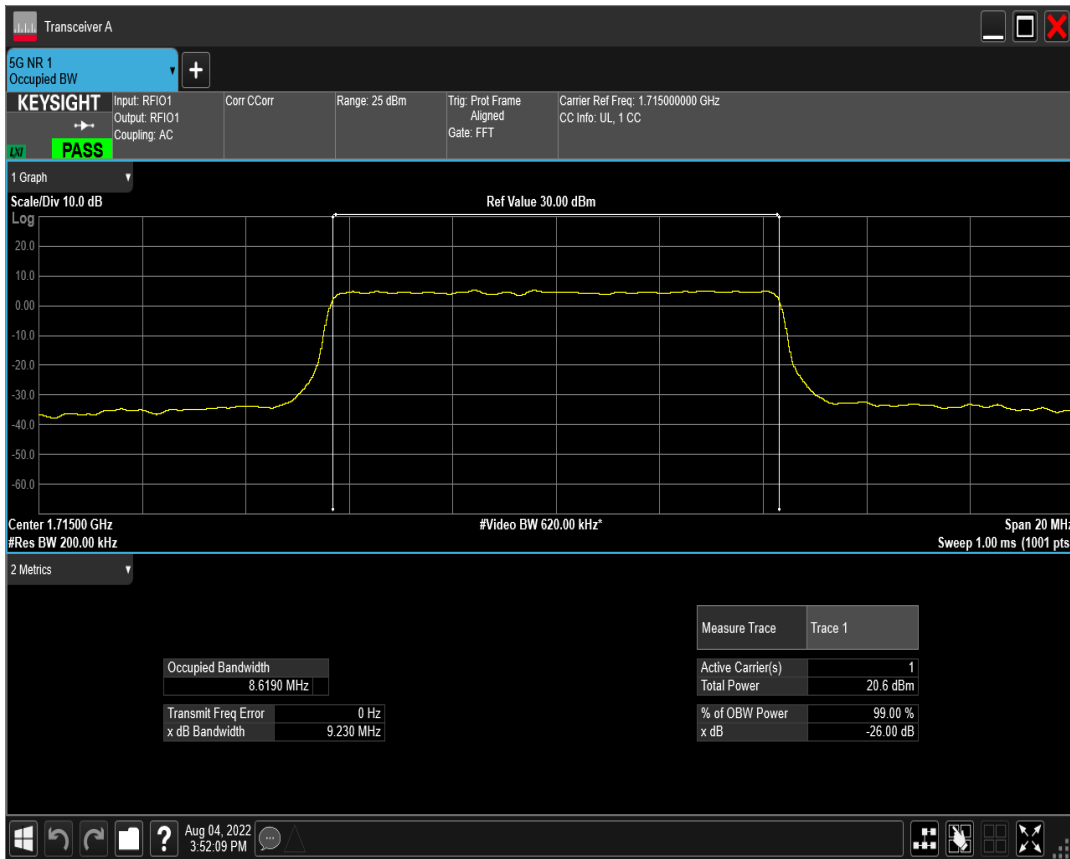 Transceiver A
5G NR 1
Occupied BW
+
KEYSIGHT
LXI
PASS
Input: RFIO1
Output: RFIO1
Coupling: AC
Corr CCorr
Range: 25 dBm
Trig: Prot Frame
Aligned
Gate: FFT
Carrier Ref Freq: 1.715000000 GHz
CC Info: UL, 1 CC
1 Graph
Scale/Div 10.0 dB
Ref Value 30.00 dBm
Log
20.0
10.0
0.00
-10.0
-20.0
-30.0
-40.0
-50.0
-60.0
Center 1.71500 GHz
#Video BW 620.00 kHz*
Span 20 MHz
#Res BW 200.00 kHz
Sweep 1.00 ms (1001 pts
2 Metrics
Measure Trace Trace 1
Occupied Bandwidth
8.6190 MHz
Active Carrier(s) 1
Total Power 20.6 dBm
Transmit Freq Error 0 Hz
x dB Bandwidth 9.230 MHz
% of OBW Power 99.00 %
x dB -26.00 dB
?
Aug 04, 2022
3:52:09 PM